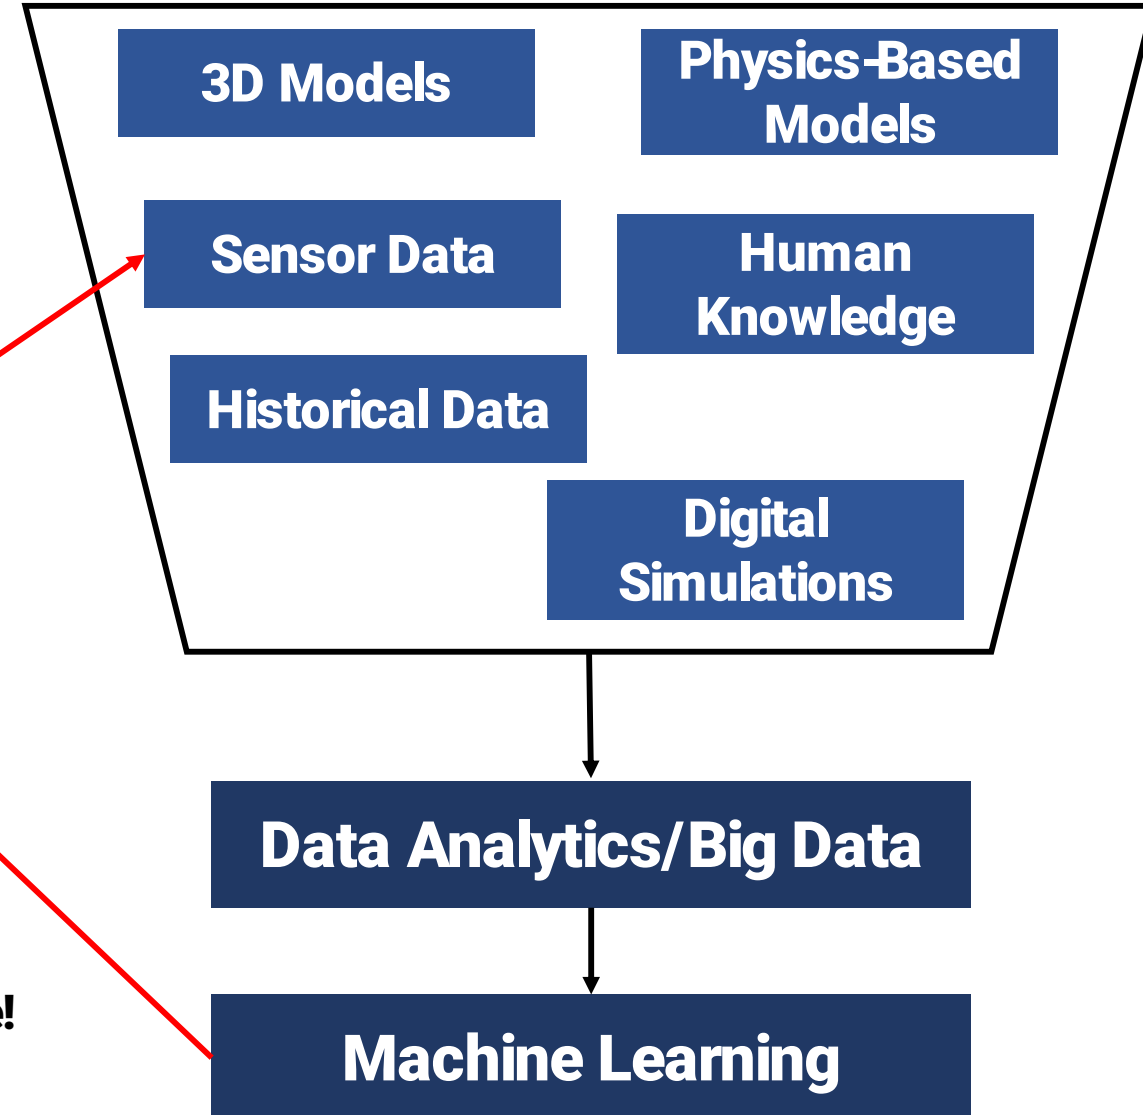 3D Models
Physics-Based
Models
Sensor Data
Human
Knowledge
Historical Data
Digital
Simulations
Data Analytics/Big Data
Machine Learning